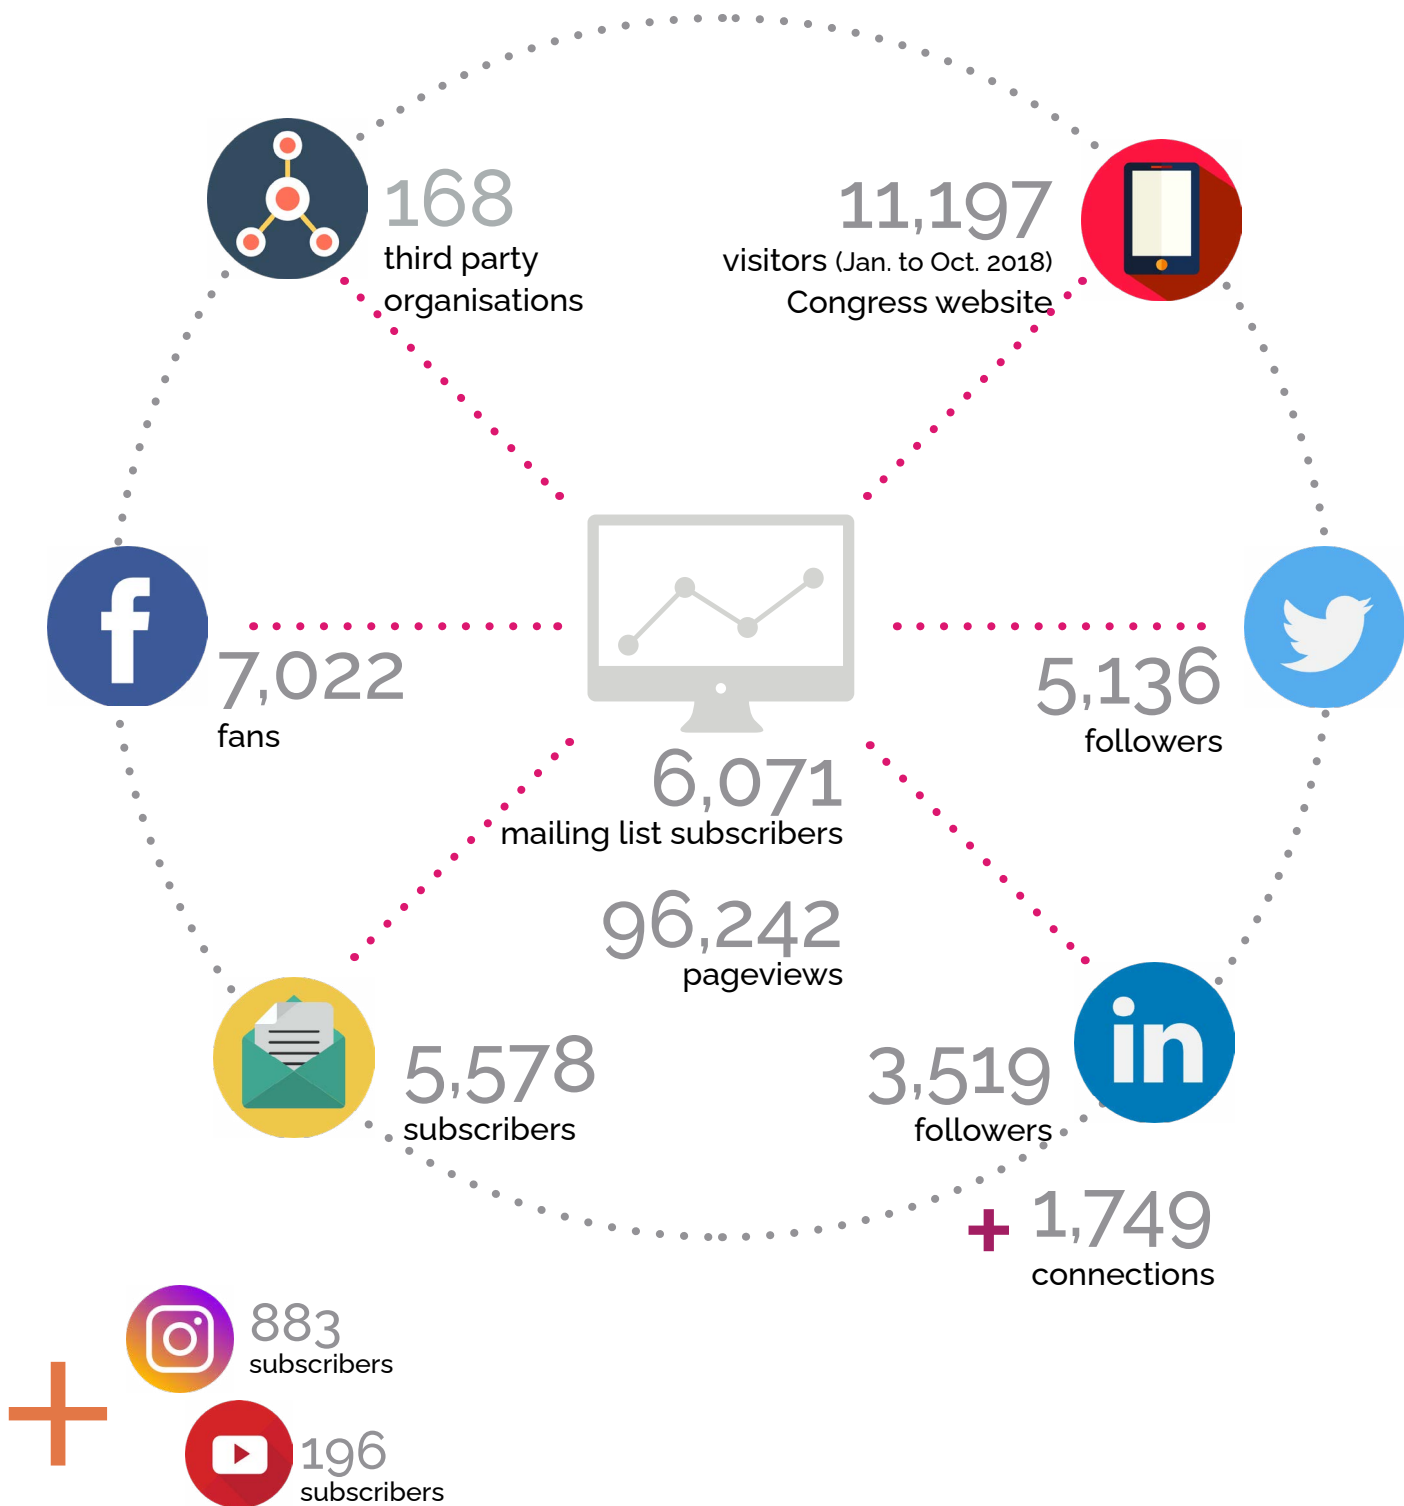 168
third party
organisations
11,197
visitors (Jan. to Oct. 2018)
Congress website
7,022
fans
5,136
followers
6,071
mailing list subscribers
96,242
pageviews
5,578
subscribers
in
3,519
followers
+ 1,749
connections
+
883
subscribers
196
subscribers